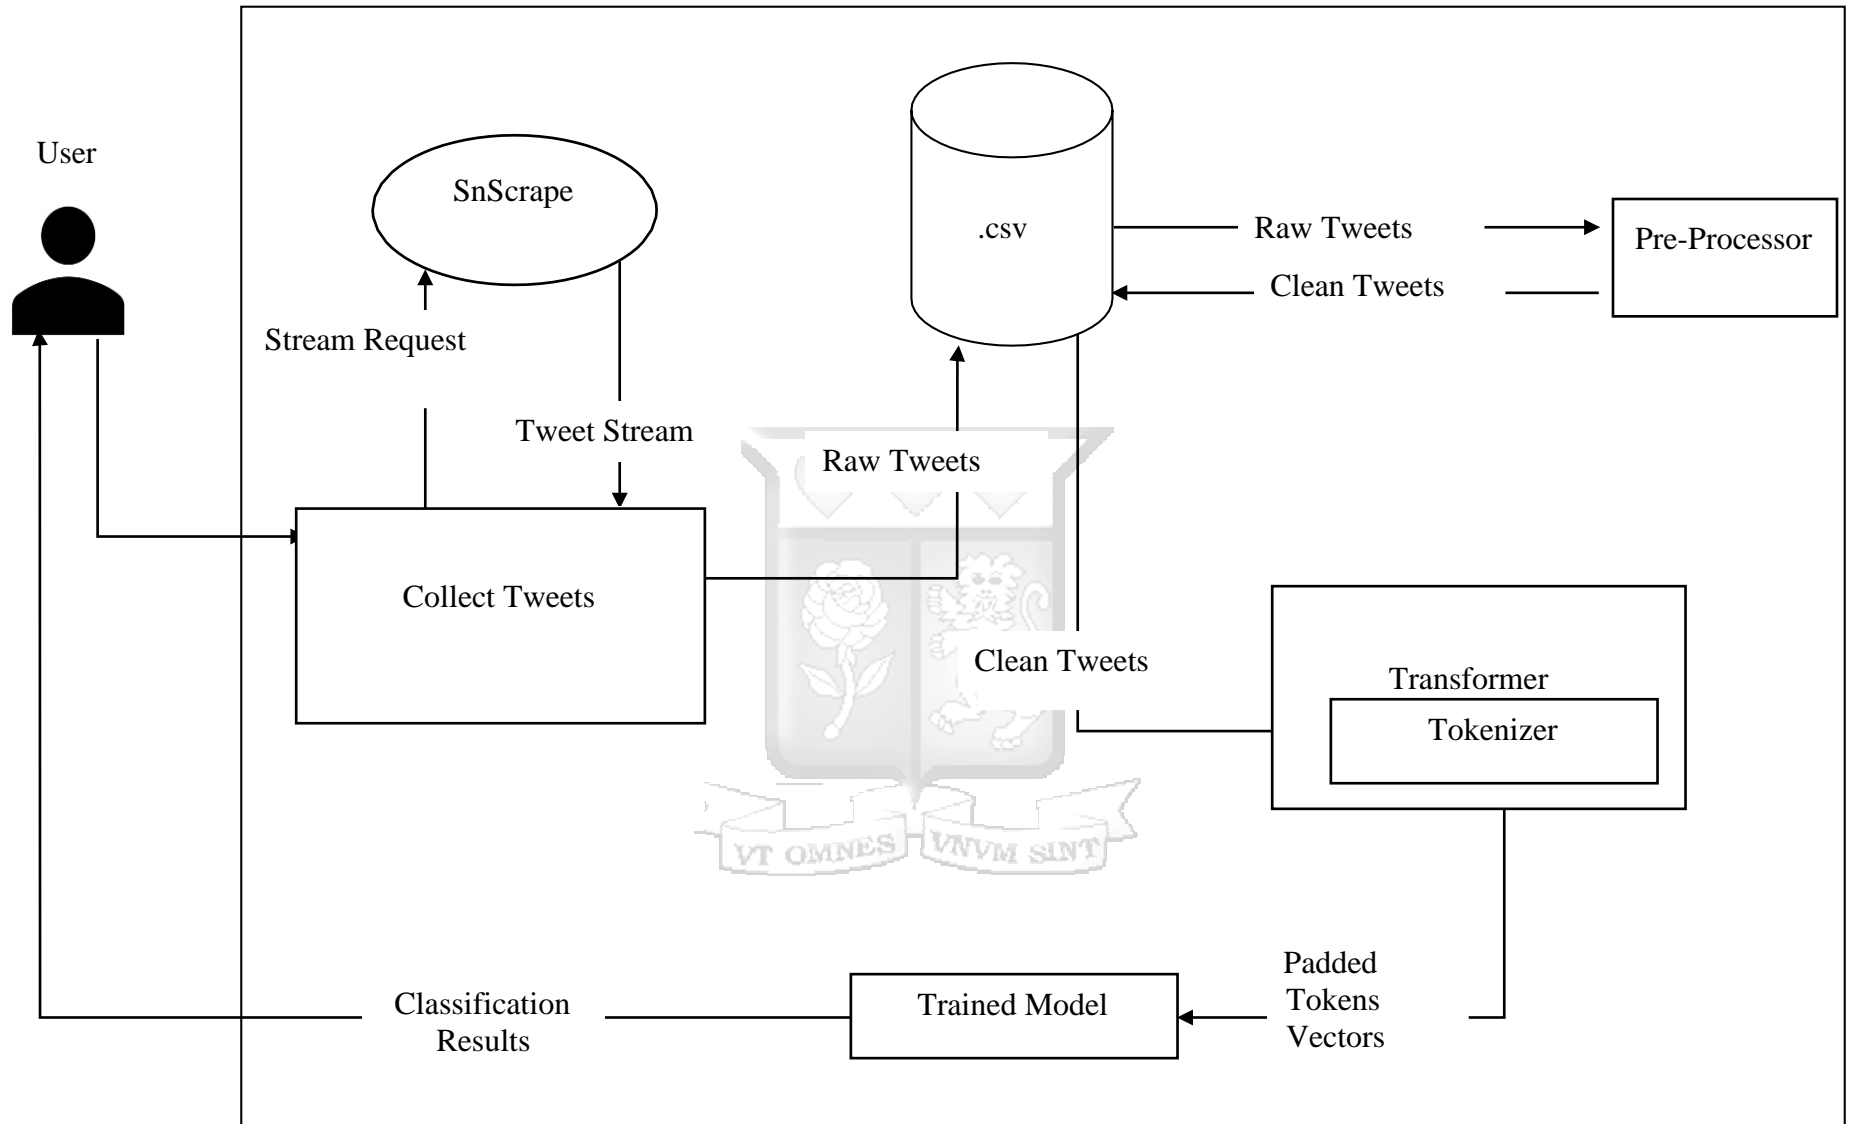 User
SnScrape
.csv
Raw Tweets
Pre-Processor
Clean Tweets
Stream Request
Tweet Stream
Raw Tweets
Collect Tweets
Clean Tweets
Transformer
Tokenizer
VT OMNES VNVM SINT
Padded
Tokens
Vectors
Trained Model
Classification
Results